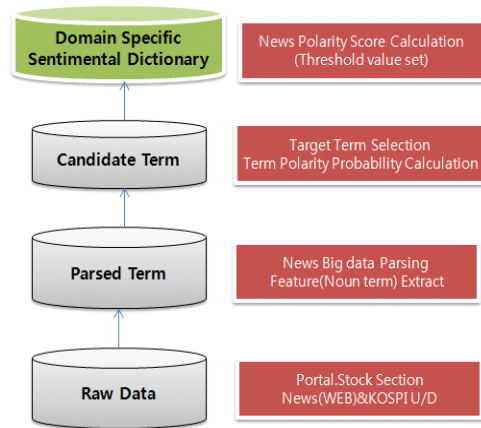 Domain Specific
Sentimental Dictionary
News Polarity Score Calculation
(Threshold value set)
Candidate Term
Target Term Selection
Term Polarity Probability Calculation
Parsed Term
News Big data Parsing
Feature(Noun term) Extract
Raw Data
Portal.Stock Section
News(WEB)&KOSPI U/D